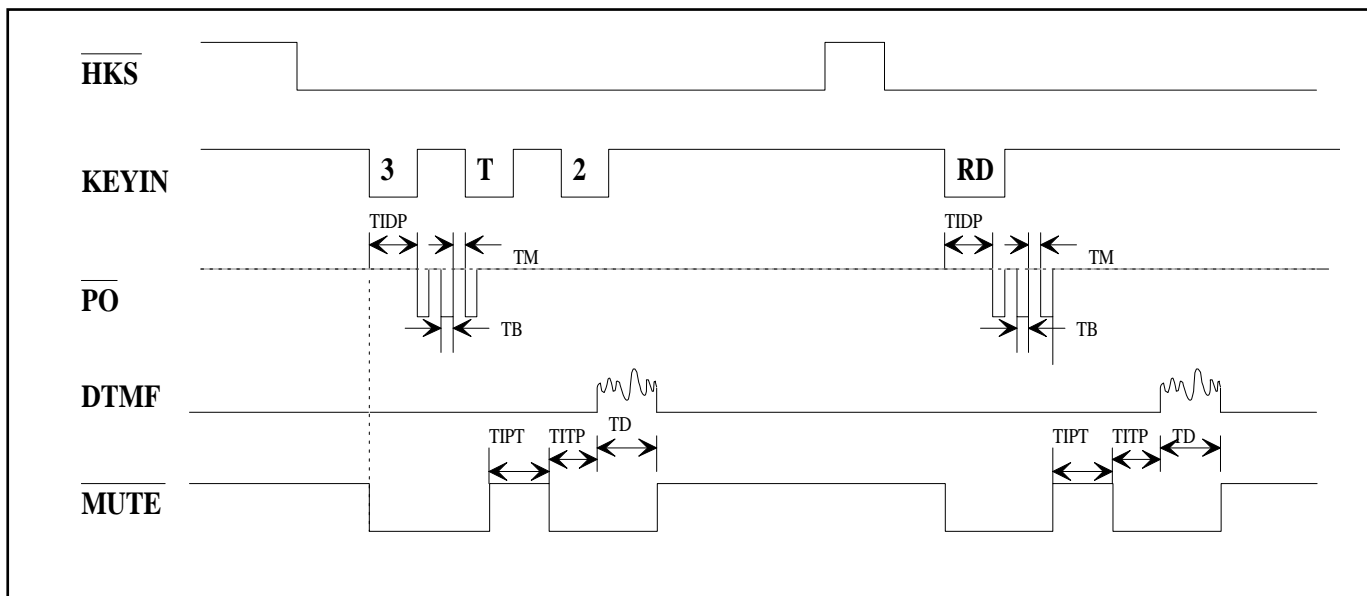 HKS
KEYIN
3 T 2 RD
TIDP TIDP
TM TM
PO
TB TB
DTMF
TIPT TITP TD TIPT TITP TD
MUTE